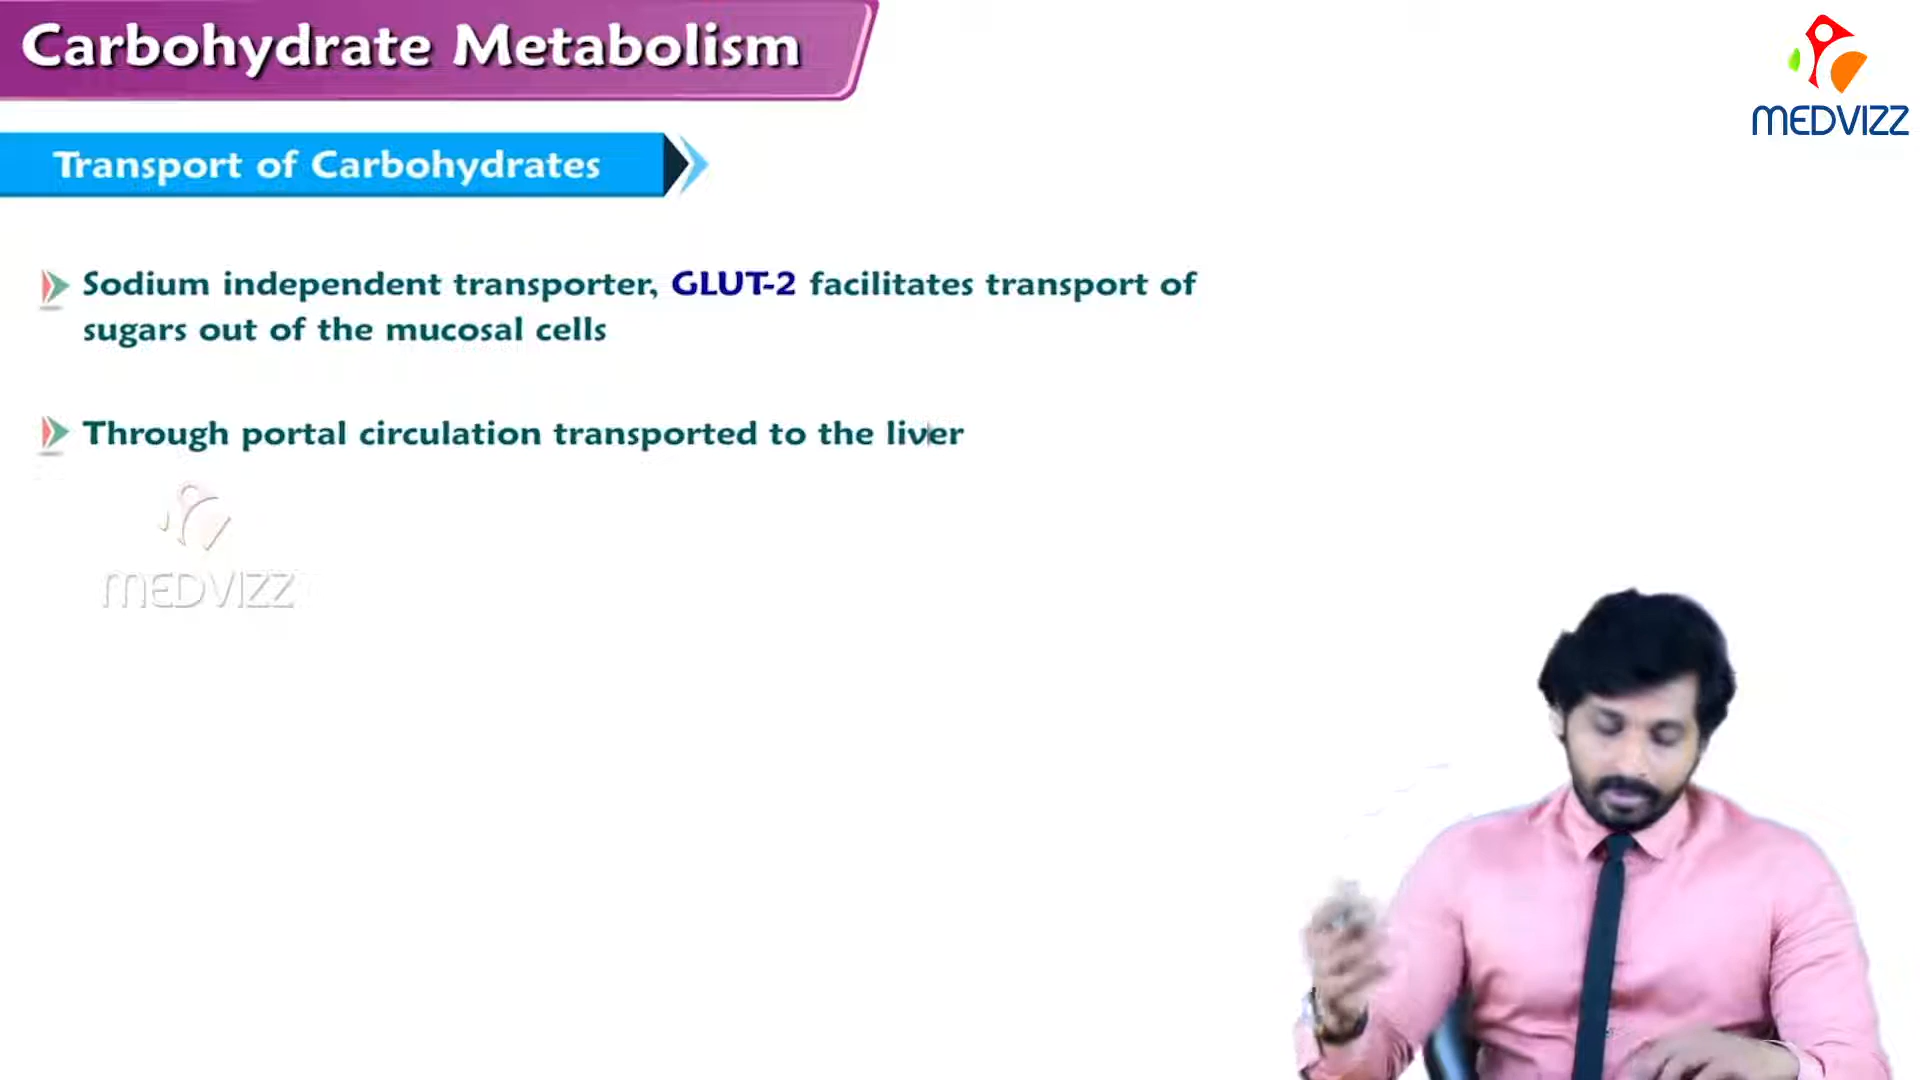 Carbohydrate Metabolism
MEDVIZZ
Transport of Carbohydrates
Sodium independent transporter, GLUT-2 facilitates transport of
sugars out of the mucosal cells
Through portal circulation transported to the liver
MEDVIZZ